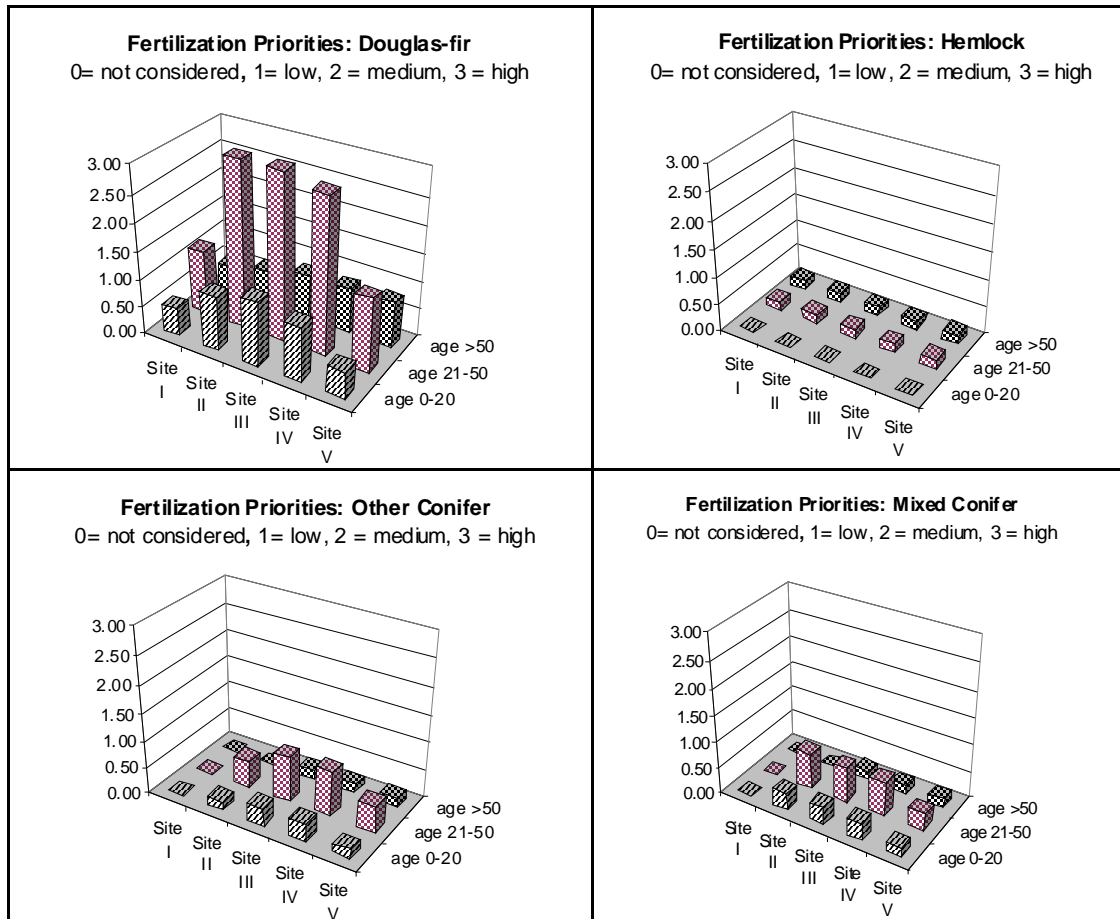 Fertilization Priorities: Douglas-fir
0= not considered, 1= low, 2 = medium, 3 = high
3.00
2.50
2.00
1.50
1.00
0.50
0.00
Site I
Site II
Site III
Site IV
Site V
age >50
age 21-50
age 0-20
Fertilization Priorities: Hemlock
0= not considered, 1= low, 2 = medium, 3 = high
3.00
2.50
2.00
1.50
1.00
0.50
0.00
Site I
Site II
Site III
Site IV
Site V
age >50
age 21-50
age 0-20
Fertilization Priorities: Other Conifer
0= not considered, 1= low, 2 = medium, 3 = high
3.00
2.50
2.00
1.50
1.00
0.50
0.00
Site I
Site II
Site III
Site IV
Site V
age >50
age 21-50
age 0-20
Fertilization Priorities: Mixed Conifer
0= not considered, 1= low, 2 = medium, 3 = high
3.00
2.50
2.00
1.50
1.00
0.50
0.00
Site I
Site II
Site III
Site IV
Site V
age >50
age 21-50
age 0-20